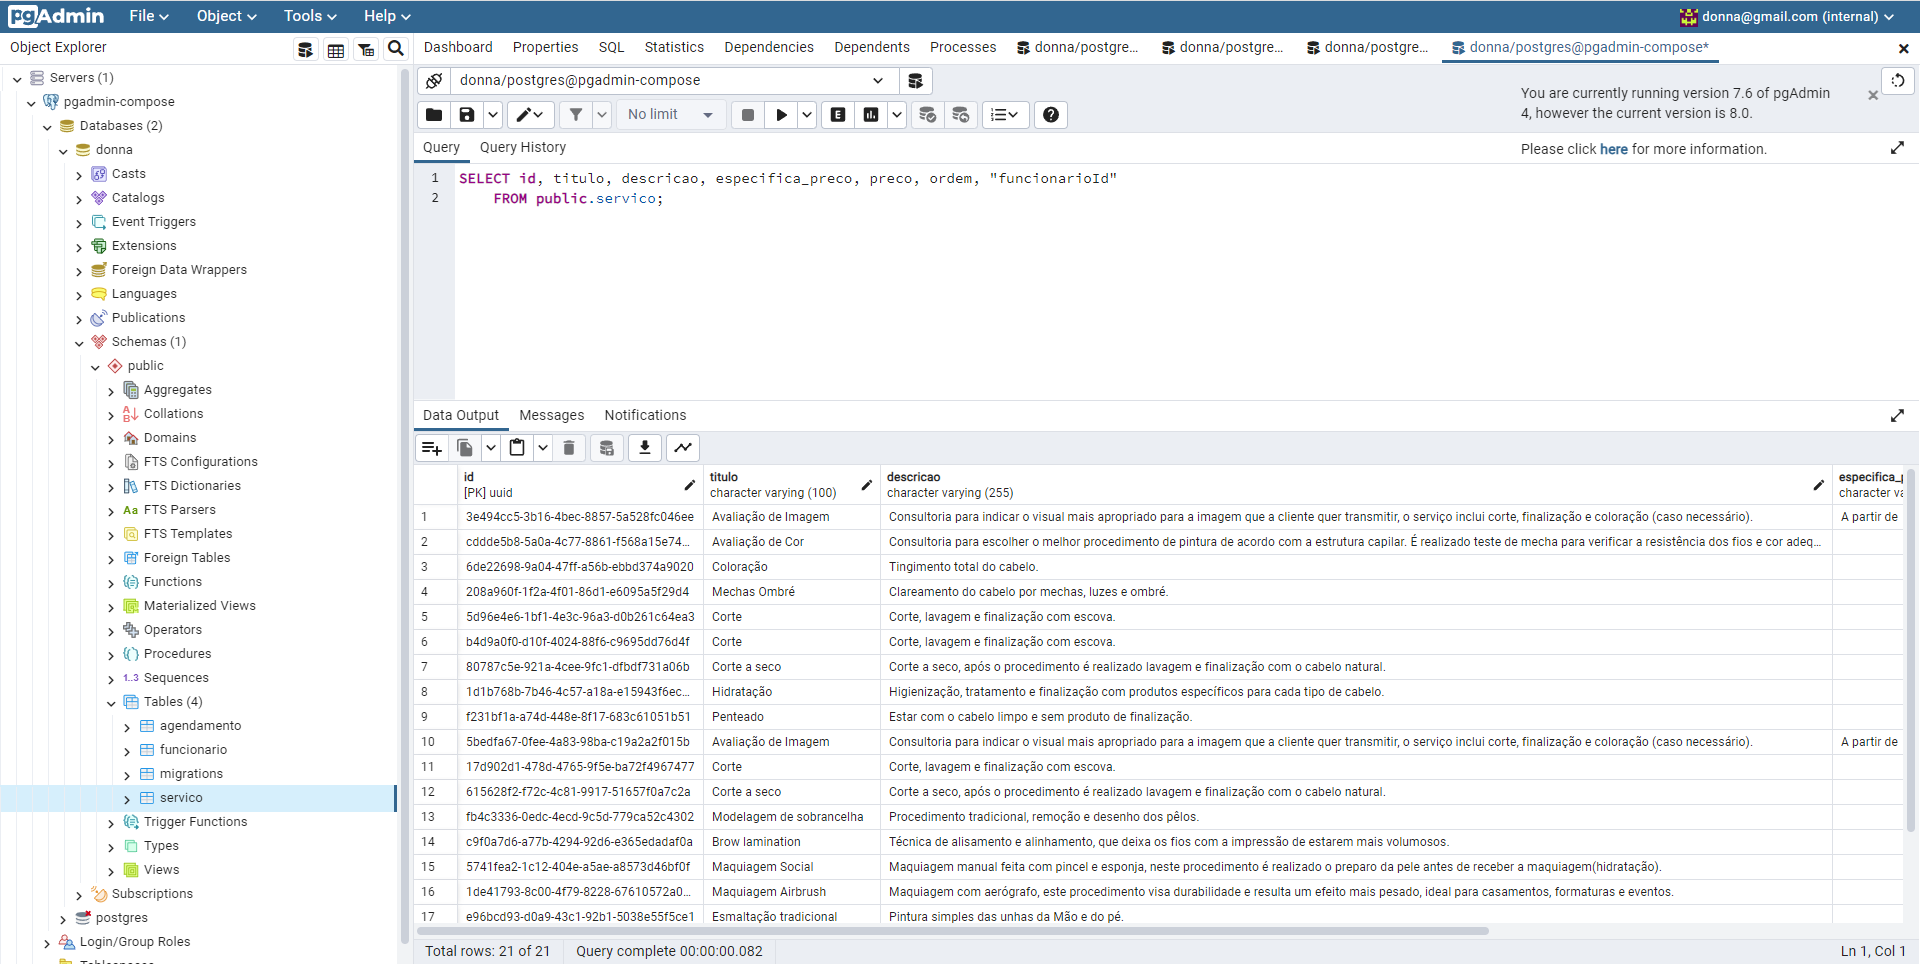 pgAdmin File Object Tools Help donna@gmail.com (internal)
Object Explorer
Dashboard Properties SQL Statistics Dependencies Dependents Processes donna/postgre... donna/postgre... donna/postgre... donna/postgres@pgadmin-compose*
Servers (1)
pgadmin-compose
Databases (2)
donna
Casts
Catalogs
Event Triggers
Extensions
Foreign Data Wrappers
Languages
Publications
Schemas (1)
public
Aggregates
Collations
Domains
FTS Configurations
FTS Dictionaries
FTS Parsers
FTS Templates
Foreign Tables
Functions
Materialized Views
Operators
Procedures
1..3 Sequences
Tables (4)
agendamento
funcionario
migrations
servico
Trigger Functions
Types
Views
Subscriptions
postgres
Login/Group Roles
donna/postgres@pgadmin-compose
No limit
E
You are currently running version 7.6 of pgAdmin
4, however the current version is 8.0.
Please click here for more information.
Query Query History
1 SELECT id, titulo, descricao, especifica_preco, preco, ordem, "funcionarioId"
2 FROM public.servico;
Data Output Messages Notifications
id titulo descricao especifica_p
[PK] uuid character varying (100) character varying (255) character va
1 3e494cc5-3b16-4bec-8857-5a528fc046ee Avaliação de Imagem Consultoria para indicar o visual mais apropriado para a imagem que a cliente quer transmitir, o serviço inclui corte, finalização e coloração (caso necessário). A partir de
2 cddde5b8-5a0a-4c77-8861-f568a15e74... Avaliação de Cor Consultoria para escolher o melhor procedimento de pintura de acordo com a estrutura capilar. É realizado teste de mecha para verificar a resistência dos fios e cor adeq...
3 6de22698-9a04-47ff-a56b-ebbd374a9020 Coloração Tingimento total do cabelo.
4 208a960f-1f2a-4f01-86d1-e6095a5f29d4 Mechas Ombré Clareamento do cabelo por mechas, luzes e ombré.
5 5d96e4e6-1bf1-4e3c-96a3-d0b261c64ea3 Corte Corte, lavagem e finalização com escova.
6 b4d9a0f0-d10f-4024-88f6-c9695dd76d4f Corte Corte, lavagem e finalização com escova.
7 80787c5e-921a-4cee-9fc1-dfbdf731a06b Corte a seco Corte a seco, após o procedimento é realizado lavagem e finalização com o cabelo natural.
8 1d1b768b-7b46-4c57-a18a-e15943f6ec... Hidratação Higienização, tratamento e finalização com produtos específicos para cada tipo de cabelo.
9 f231bf1a-a74d-448e-8f17-683c61051b51 Penteado Estar com o cabelo limpo e sem produto de finalização.
10 5bedfa67-0fee-4a83-98ba-c19a2a2f015b Avaliação de Imagem Consultoria para indicar o visual mais apropriado para a imagem que a cliente quer transmitir, o serviço inclui corte, finalização e coloração (caso necessário). A partir de
11 17d902d1-478d-4765-9f5e-ba72f4967477 Corte Corte, lavagem e finalização com escova.
12 615628f2-f72c-4c81-9917-51657f0a7c2a Corte a seco Corte a seco, após o procedimento é realizado lavagem e finalização com o cabelo natural.
13 fb4c3336-0edc-4ecd-9c5d-779ca52c4302 Modelagem de sobrancelha Procedimento tradicional, remoção e desenho dos pêlos.
14 c9f0a7d6-a77b-4294-92d6-e365edadaf0a Brow lamination Técnica de alisamento e alinhamento, que deixa os fios com a impressão de estarem mais volumosos.
15 5741fea2-1c12-404e-a5ae-a8573d46bf0f Maquiagem Social Maquiagem manual feita com pincel e esponja, neste procedimento é realizado o preparo da pele antes de receber a maquiagem(hidratação).
16 1de41793-8c00-4f79-8228-67610572a0... Maquiagem Airbrush Maquiagem com aerógrafo, este procedimento visa durabilidade e resulta um efeito mais pesado, ideal para casamentos, formaturas e eventos.
17 e96bcd93-d0a9-43c1-92b1-5038e55f5ce1 Esmaltação tradicional Pintura simples das unhas da Mão e do pé.
Total rows: 21 of 21 Query complete 00:00:00.082 Ln 1, Col 1